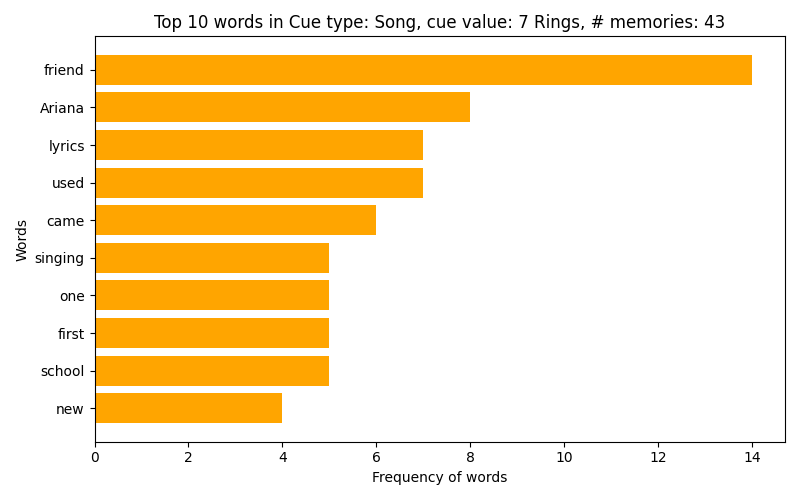 Top 10 words in Cue type: Song, cue value: 7 Rings, # memories: 43
Words
friend
Ariana
lyrics
used
came
singing
one
first
school
new
0 2 4 6 8 10 12 14
Frequency of words